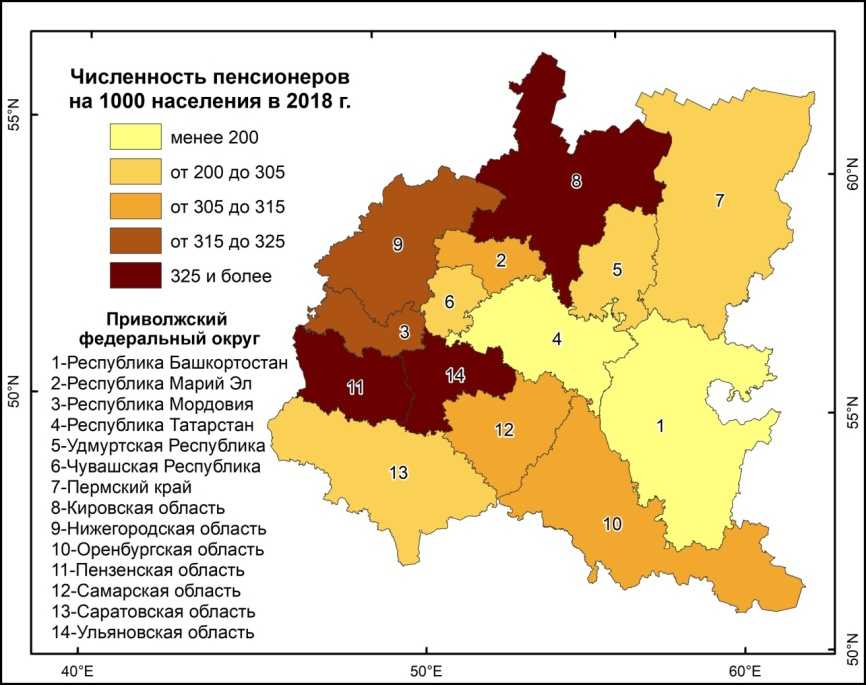 Численность пенсионеров
на 1000 населения в 2018 г.
менее 200
от 200 до 305
от 305 до 315
от 315 до 325
325 и более
Приволжский
федеральный округ
1-Республика Башкортостан
2-Республика Марий Эл
3-Республика Мордовия
4-Республика Татарстан
5-Удмуртская Республика
6-Чувашская Республика
7-Пермский край
8-Кировская область
9-Нижегородская область
10-Оренбургская область
11-Пензенская область
12-Самарская область
13-Саратовская область
14-Ульяновская область
8
7
9
2
5
6
3
4
11
14
12
1
13
10
55°N
50°N
60°N
55°N
50°N
40°E
50°E
60°E